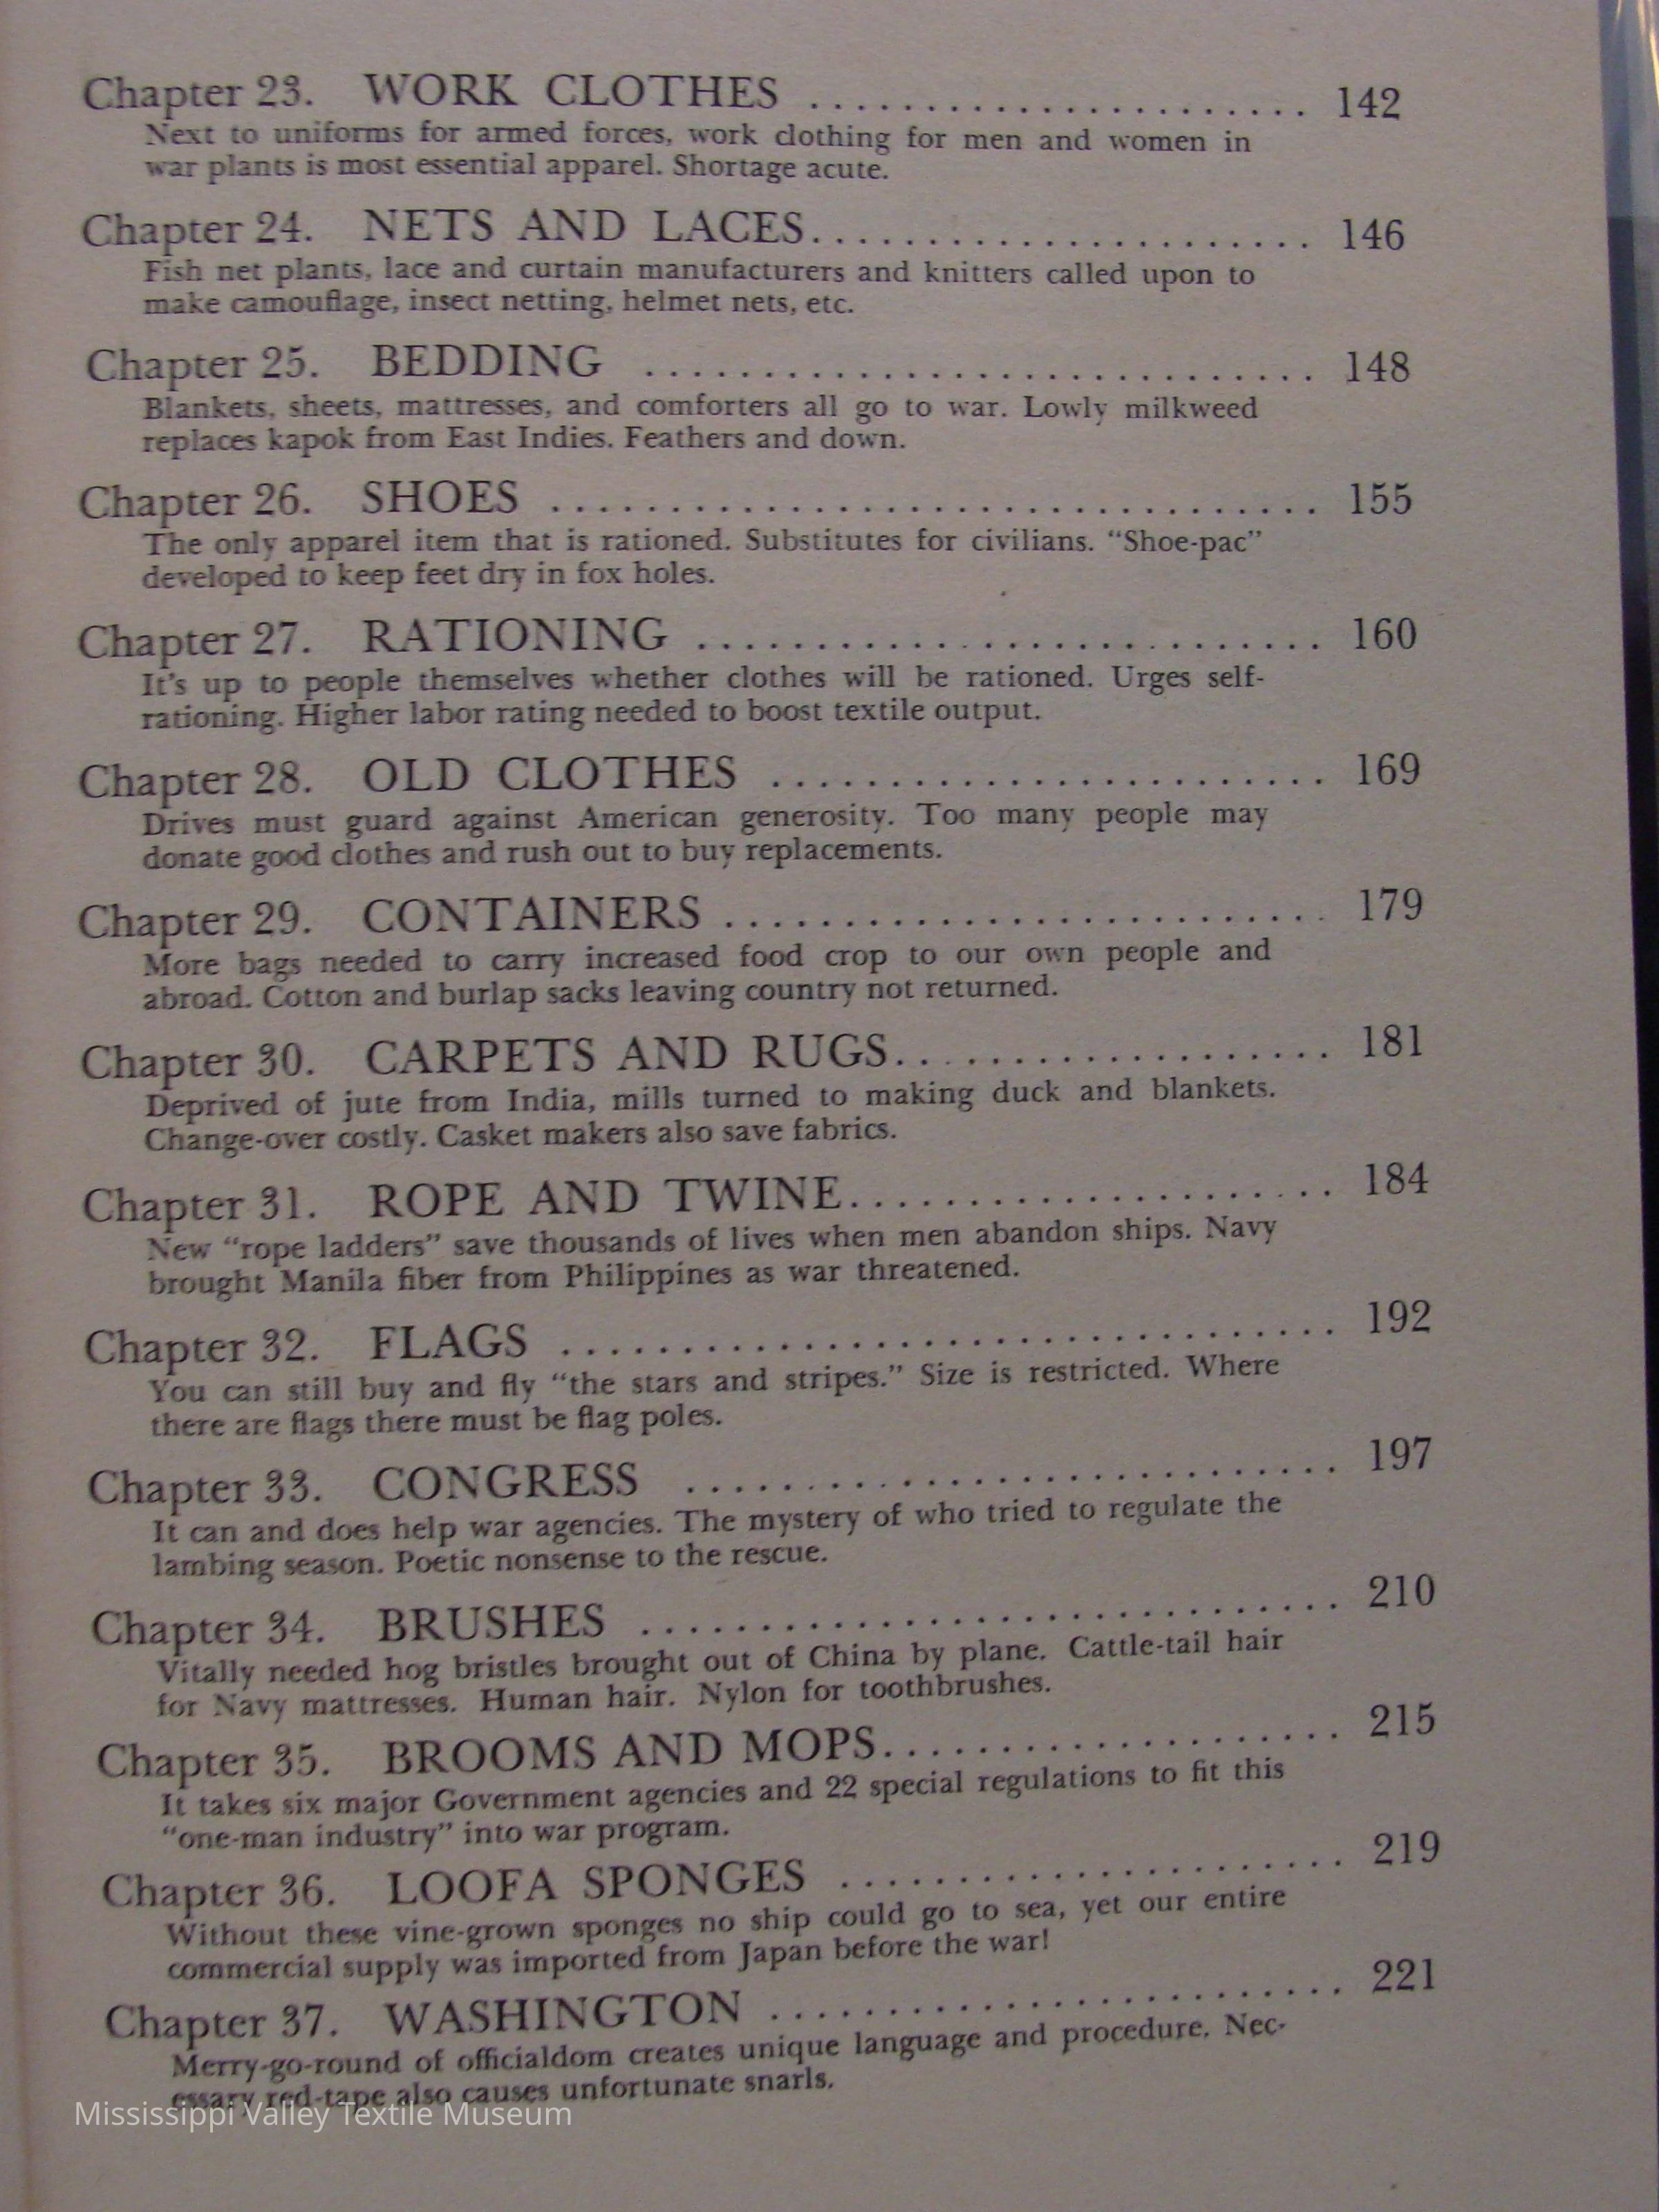 Chapter 23. WORK CLOTHES ...................... 142
Next to uniforms for armed forces, work clothing for men and women in
war plants is most essential apparel. Shortage acute.
Chapter 24. NETS AND LACES...................... 146
Fish net plants, lace and curtain manufacturers and knitters called upon to
make camouflage, insect netting, helmet nets, etc.
Chapter 25. BEDDING ............................. 148
Blankets, sheets, mattresses, and comforters all go to war. Lowly milkweed
replaces kapok from East Indies. Feathers and down.
Chapter 26. SHOES ................................. 155
The only apparel item that is rationed. Substitutes for civilians. “Shoe-pac”
developed to keep feet dry in fox holes.
Chapter 27. RATIONING ........................... 160
It’s up to people themselves whether clothes will be rationed. Urges self-
rationing. Higher labor rating needed to boost textile output.
Chapter 28. OLD CLOTHES ........................ 169
Drives must guard against American generosity. Too many people may
donate good clothes and rush out to buy replacements.
Chapter 29. CONTAINERS .......................... 179
More bags needed to carry increased food crop to our own people and
abroad. Cotton and burlap sacks leaving country not returned.
Chapter 30. CARPETS AND RUGS................... 181
Deprived of jute from India, mills turned to making duck and blankets.
Change-over costly. Casket makers also save fabrics.
Chapter 31. ROPE AND TWINE..................... 184
New “rope ladders” save thousands of lives when men abandon ships. Navy
brought Manila fiber from Philippines as war threatened.
Chapter 32. FLAGS ................................. 192
You can still buy and fly “the stars and stripes.” Size is restricted. Where
there are flags there must be flag poles.
Chapter 33. CONGRESS ............................ 197
It can and does help war agencies. The mystery of who tried to regulate the
lambing season. Poetic nonsense to the rescue.
Chapter 34. BRUSHES .............................. 210
Vitally needed hog bristles brought out of China by plane. Cattle-tail hair
for Navy mattresses. Human hair. Nylon for toothbrushes.
Chapter 35. BROOMS AND MOPS.................... 215
It takes six major Government agencies and 22 special regulations to fit this
“one-man industry” into war program.
Chapter 36. LOOFA SPONGES ...................... 219
Without these vine-grown sponges no ship could go to sea, yet our entire
commercial supply was imported from Japan before the war!
Chapter 37. WASHINGTON ......................... 221
Merry-go-round of officialdom creates unique language and procedure. Nec-
essary red-tape also causes unfortunate snarls.
Mississippi Valley Textile Museum